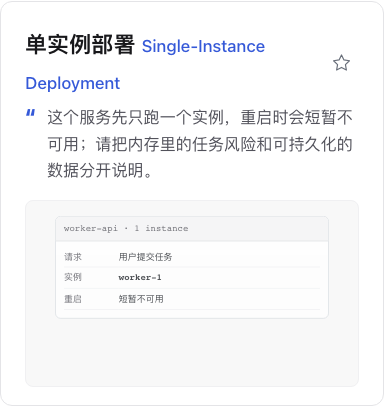 单实例部署 Single-Instance
Deployment
“ 这个服务先只跑一个实例，重启时会短暂不
可用；请把内存里的任务风险和可持久化的
数据分开说明。
worker-api · 1 instance
请求 用户提交任务
实例 worker-1
重启 短暂不可用